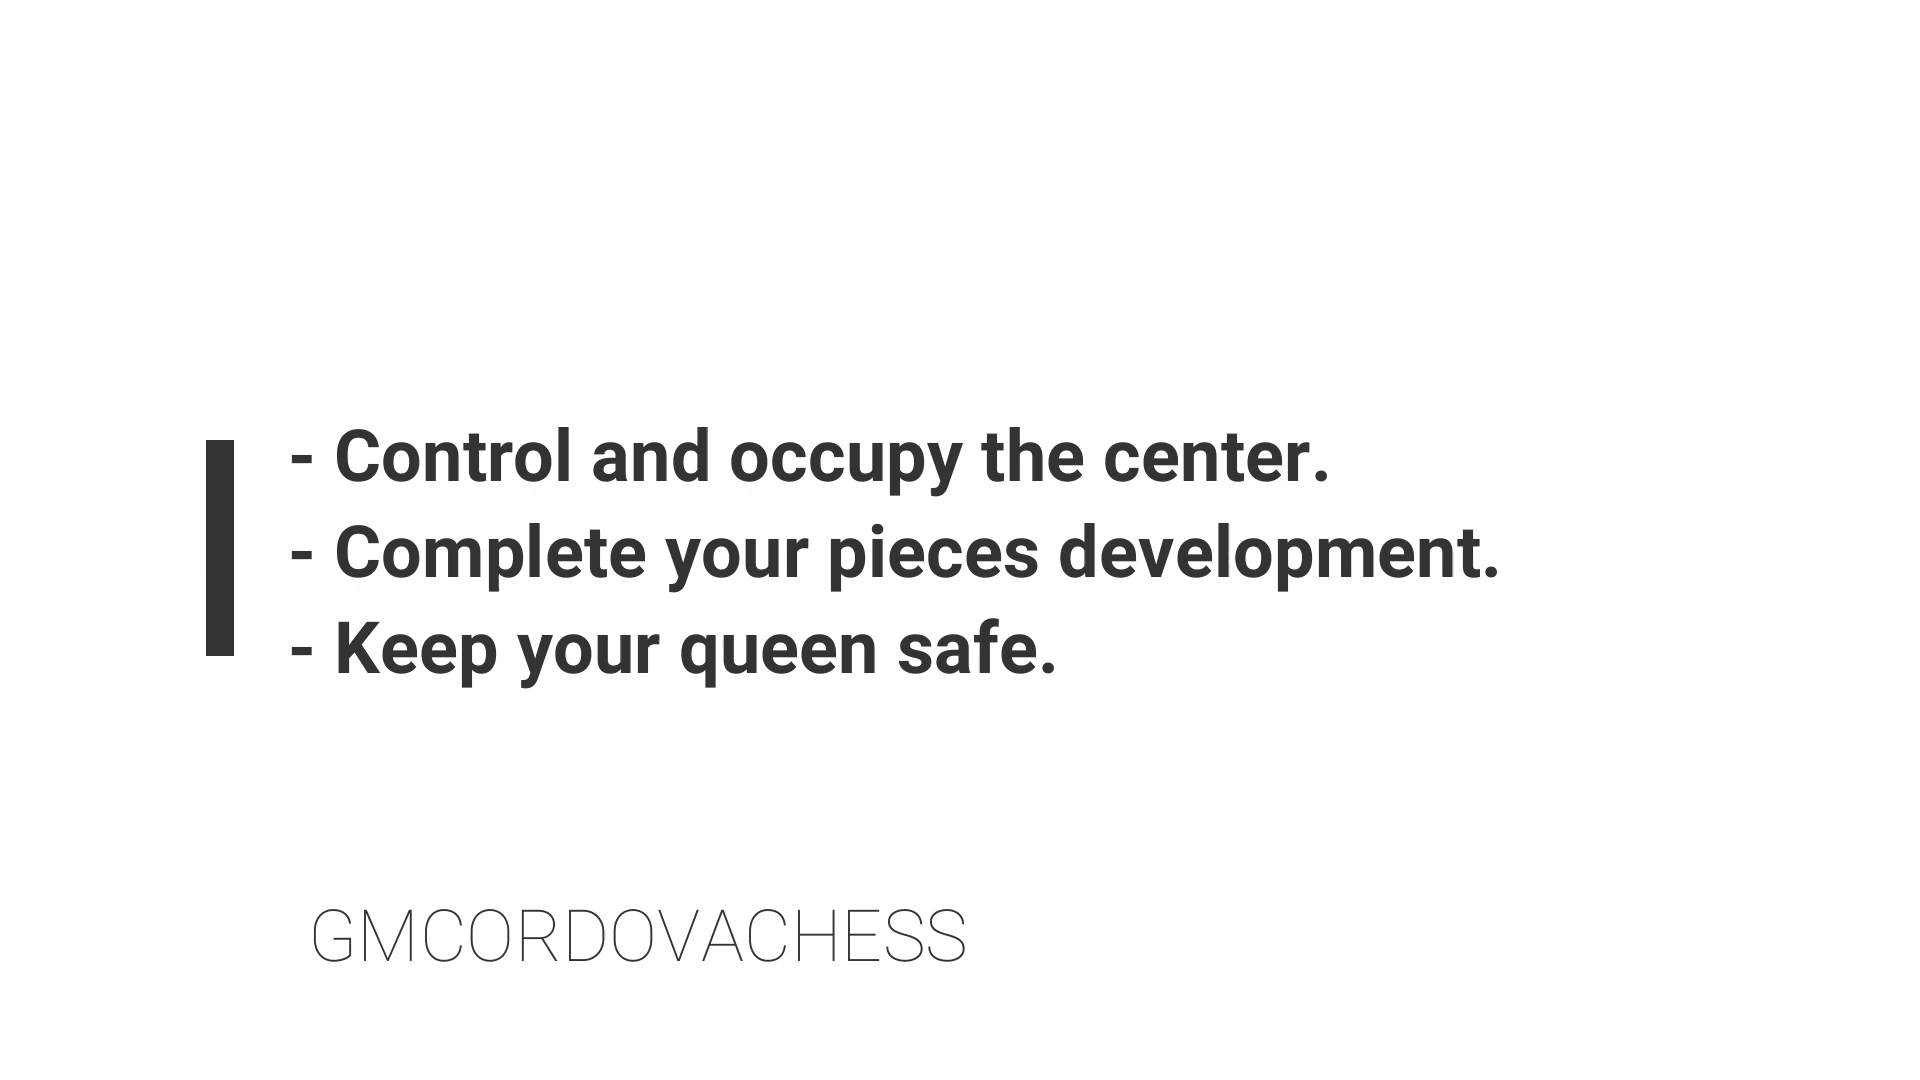 - Control and occupy the center.
- Complete your pieces development.
- Keep your queen safe.
GMCORDOVACHESS